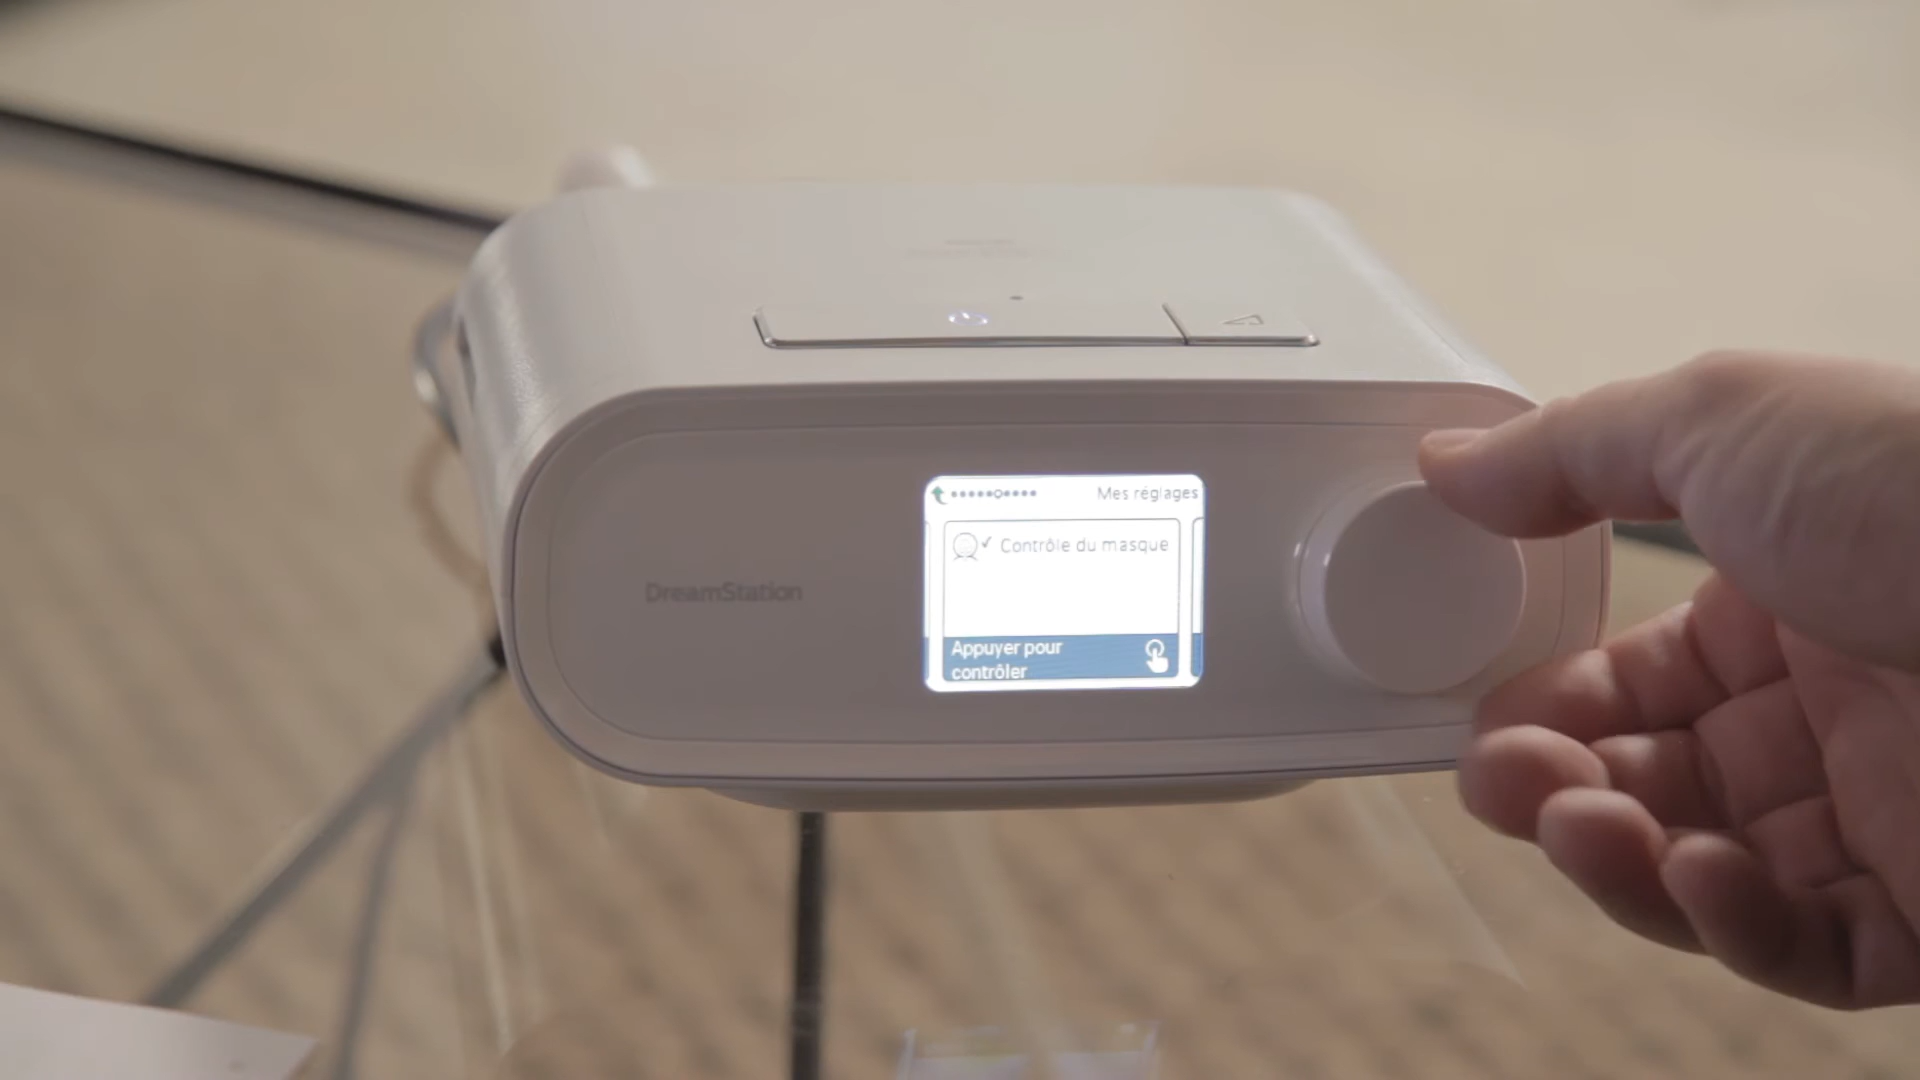 Mes réglages
Contrôle du masque
DreamStation
Appuyer pour
contrôler